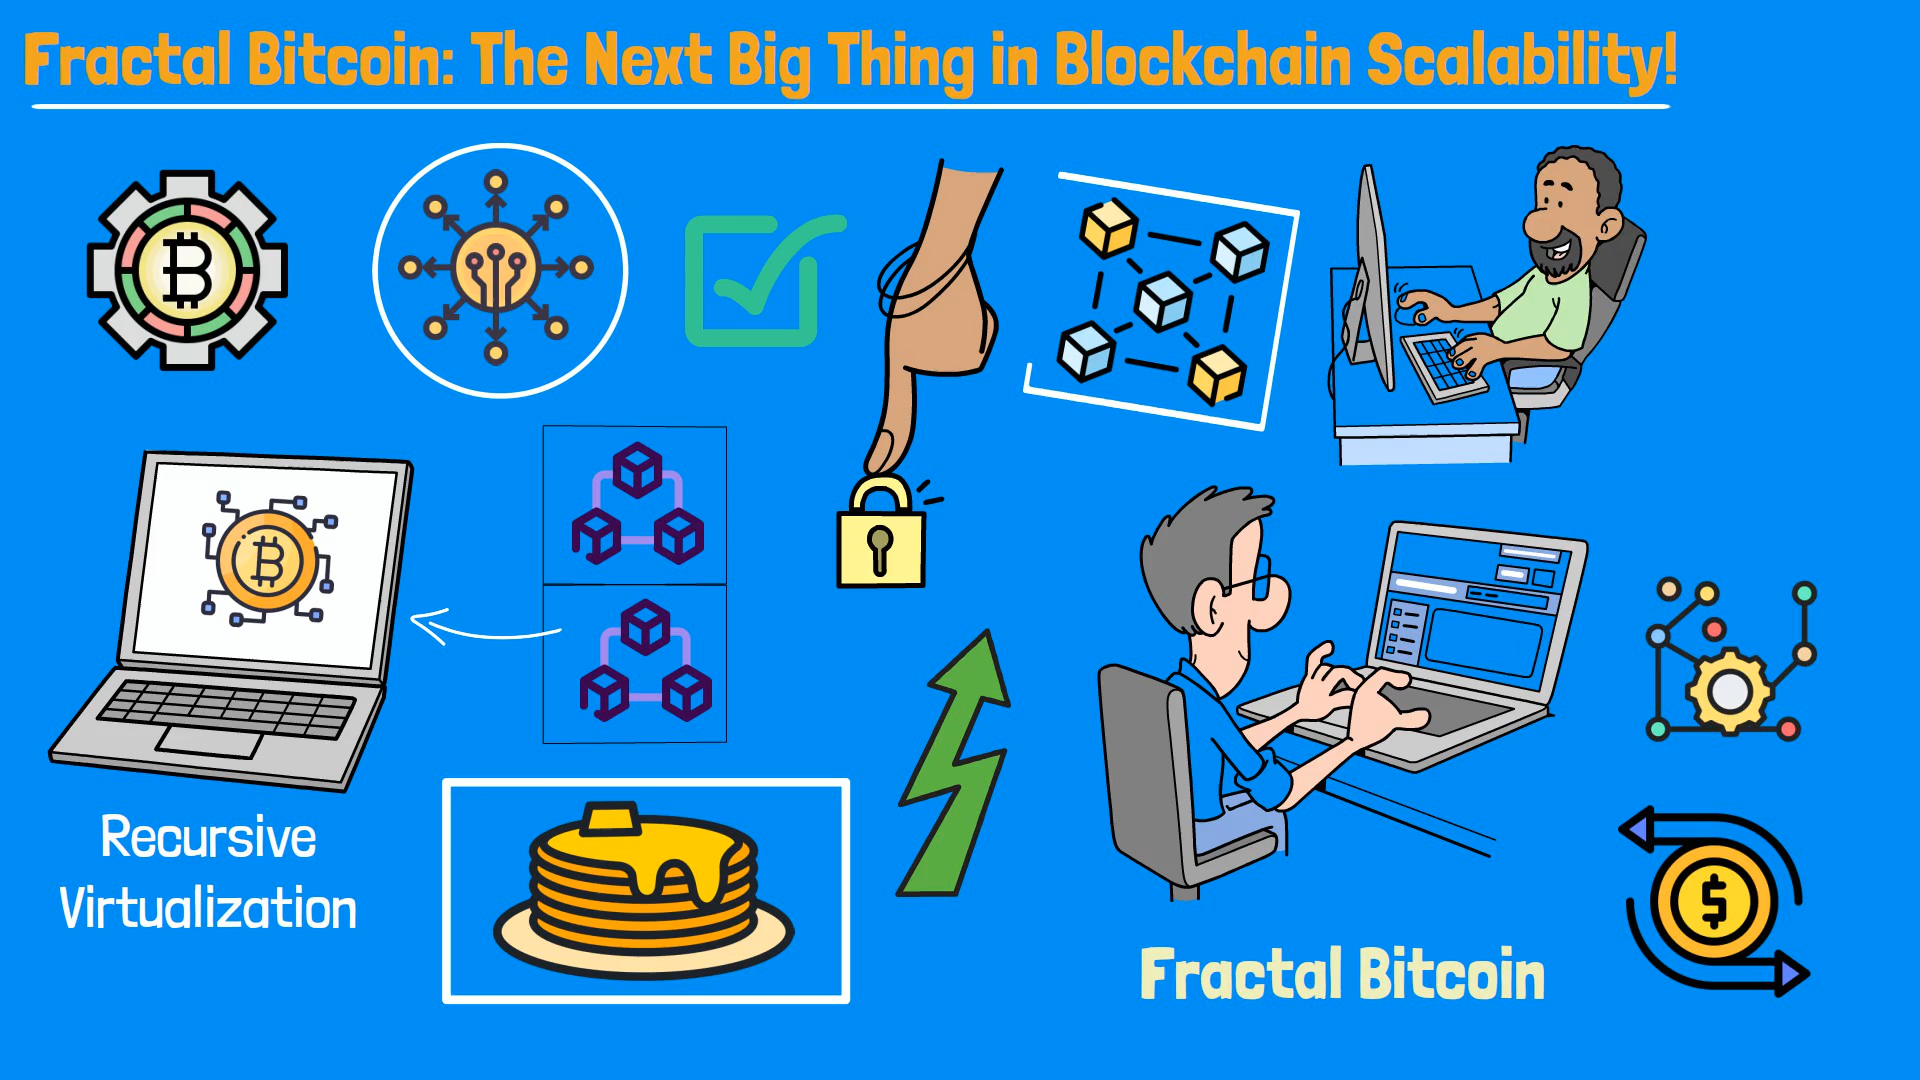 Fractal Bitcoin: The Next Big Thing in Blockchain Scalability!
Recursive
Virtualization
Fractal Bitcoin